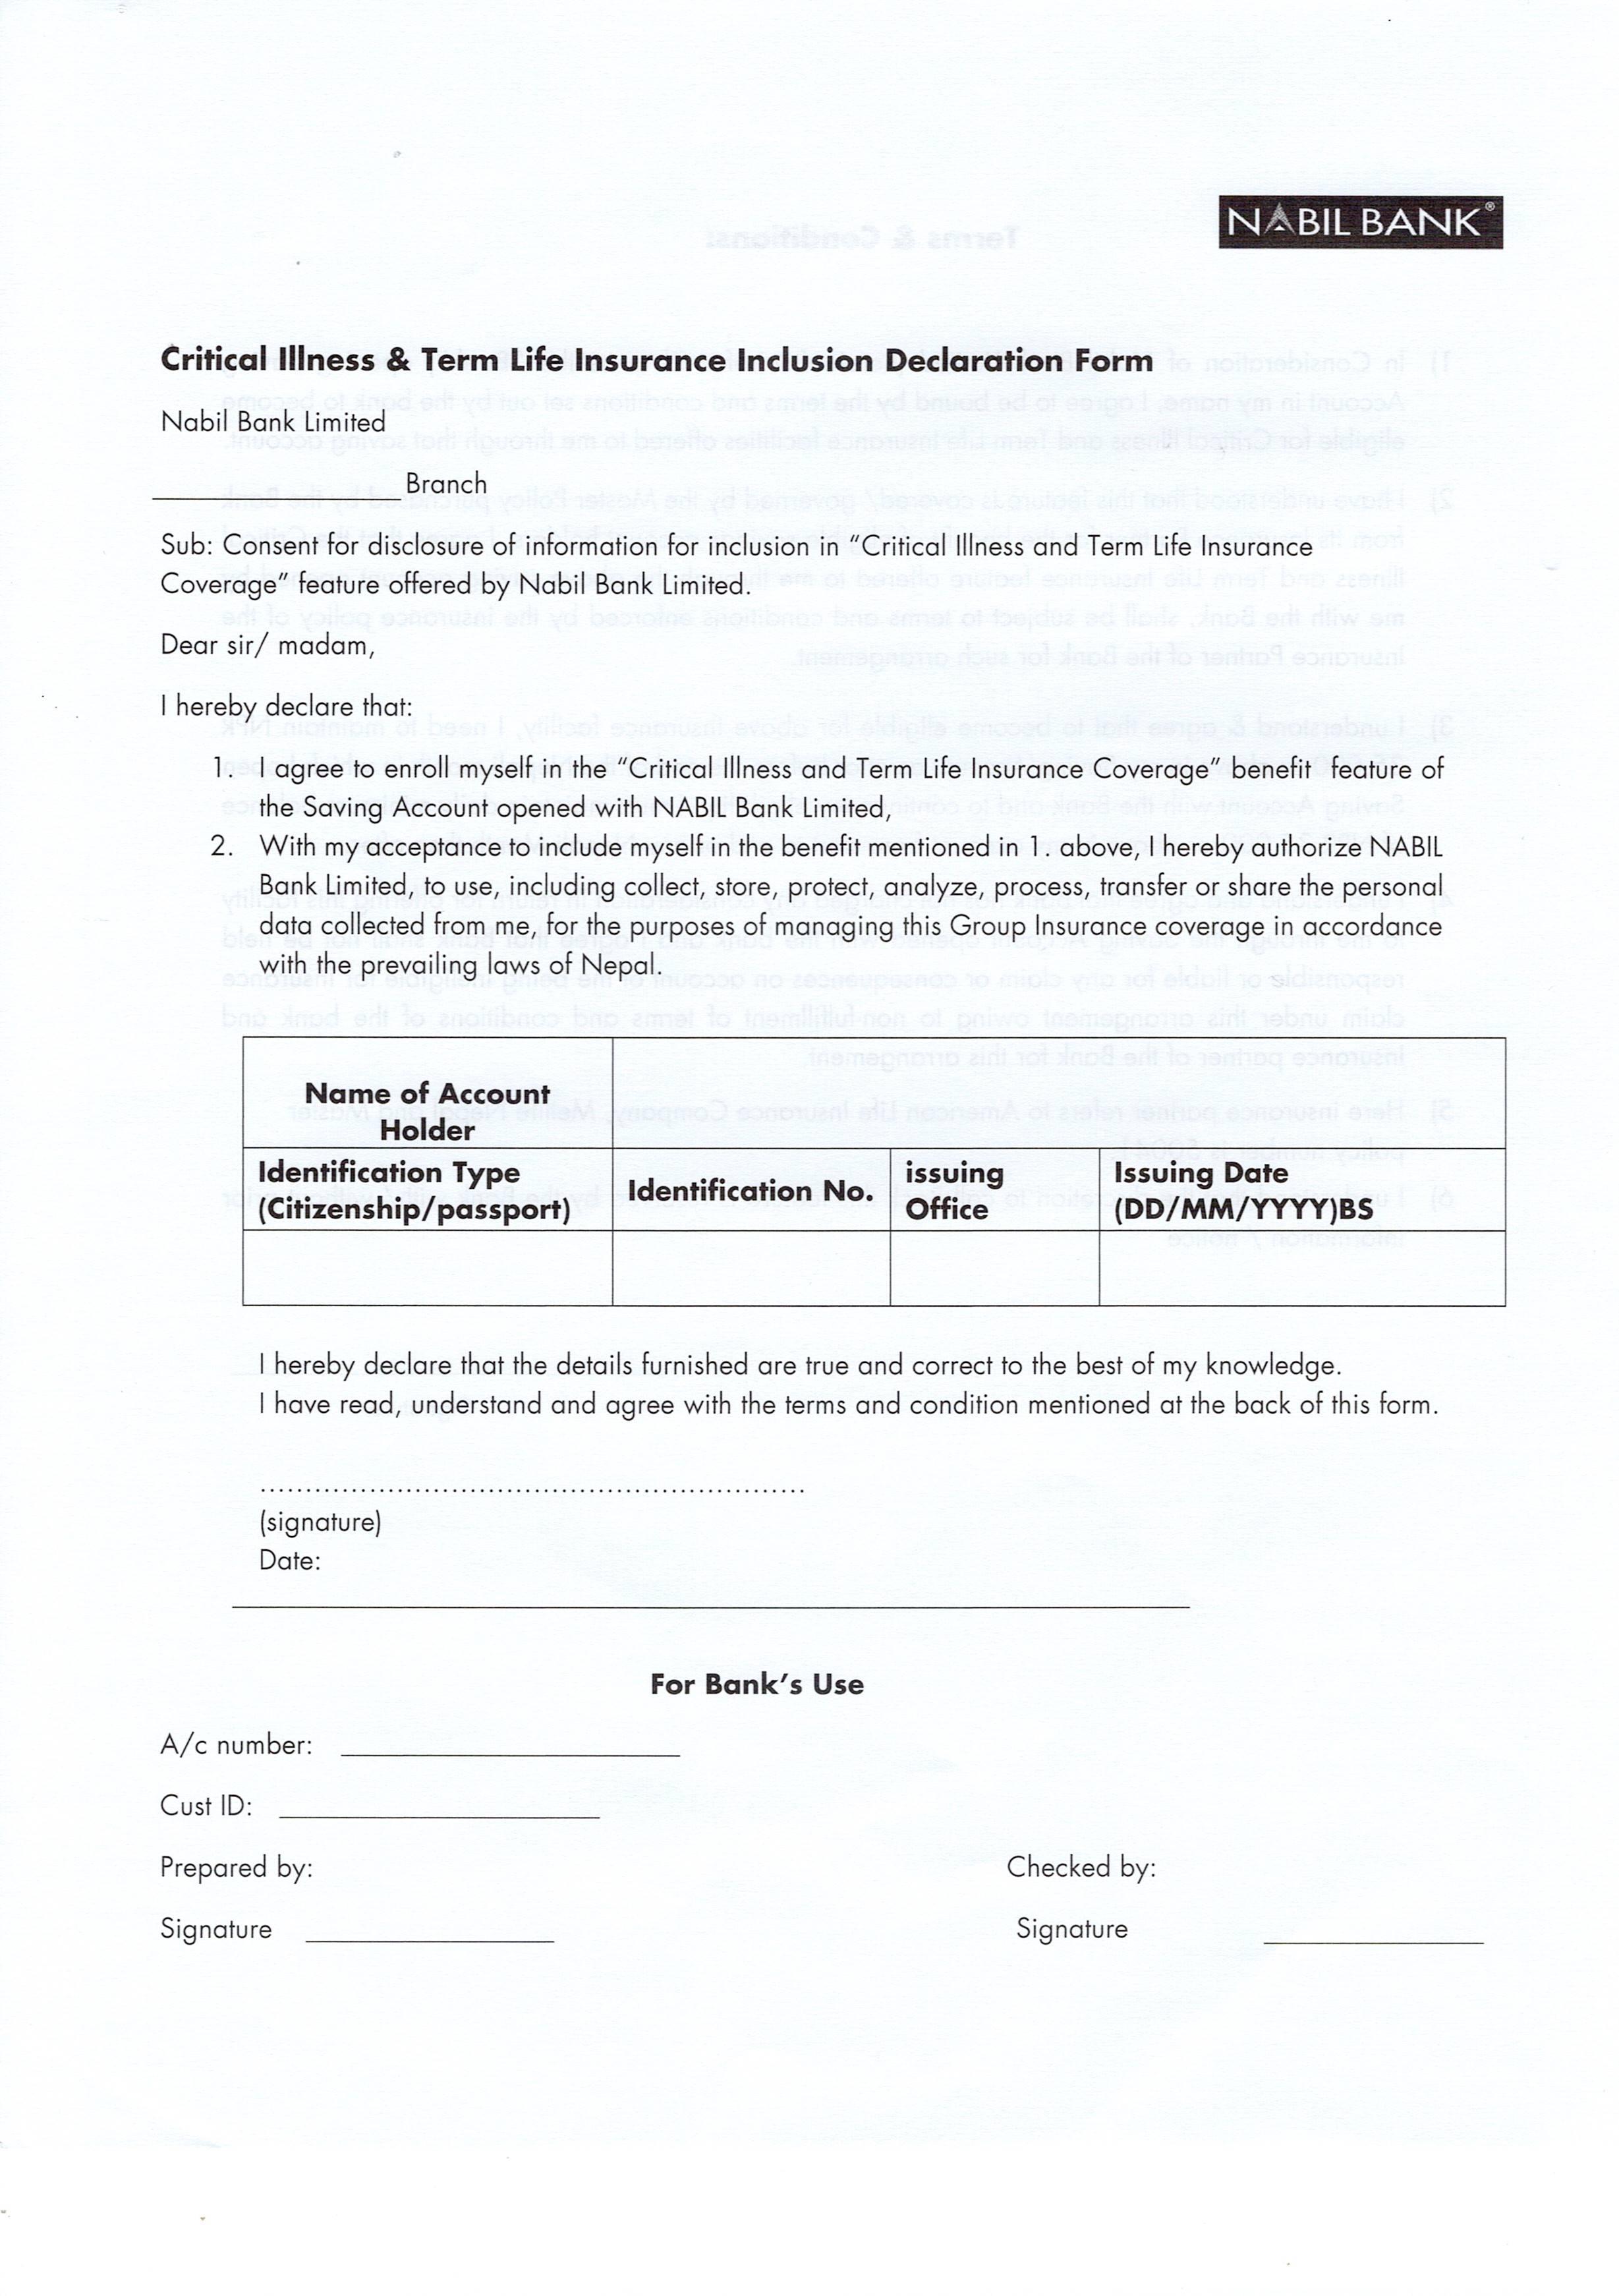 NABIL BANK®
Critical Illness & Term Life Insurance Inclusion Declaration Form
Nabil Bank Limited
Branch
Sub: Consent for disclosure of information for inclusion in “Critical Illness and Term Life Insurance
Coverage” feature offered by Nabil Bank Limited.
Dear sir/ madam,
I hereby declare that:
1. I agree to enroll myself in the “Critical Illness and Term Life Insurance Coverage” benefit feature of
the Saving Account opened with NABIL Bank Limited,
2. With my acceptance to include myself in the benefit mentioned in 1. above, I hereby authorize NABIL
Bank Limited, to use, including collect, store, protect, analyze, process, transfer or share the personal
data collected from me, for the purposes of managing this Group Insurance coverage in accordance
with the prevailing laws of Nepal.
Name of Account
Holder
Identification Type
(Citizenship/passport)
Identification No.
issuing
Office
Issuing Date
(DD/MM/YYYY)BS
I hereby declare that the details furnished are true and correct to the best of my knowledge.
I have read, understand and agree with the terms and condition mentioned at the back of this form.
(signature)
Date:
For Bank’s Use
A/c number:
Cust ID:
Prepared by: Checked by:
Signature Signature